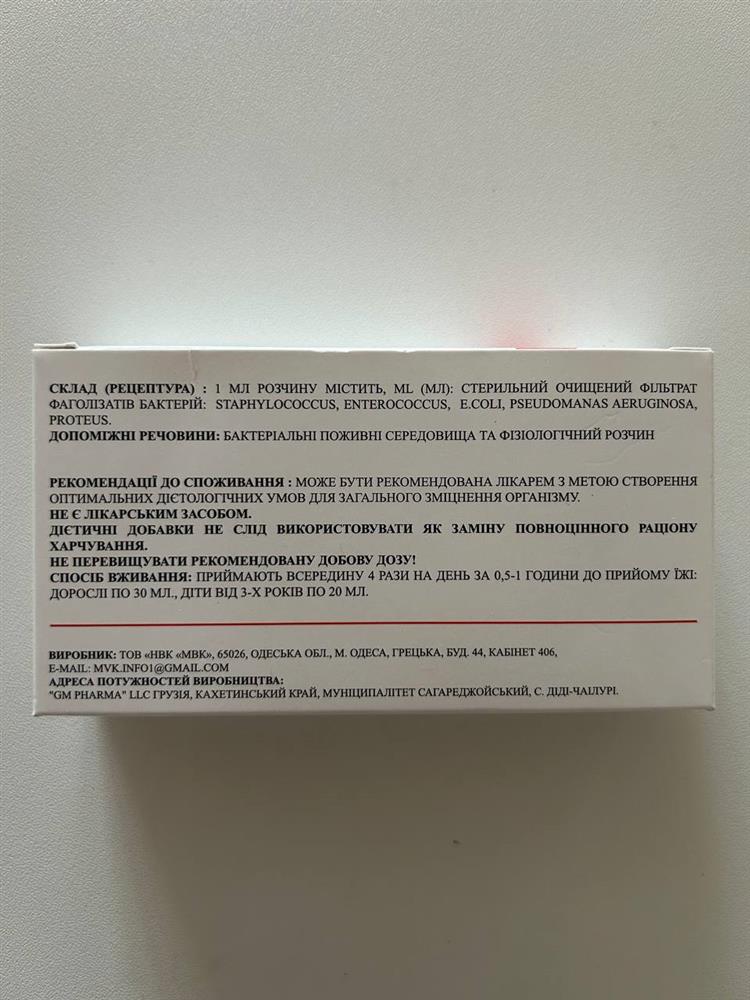 СКЛАД (РЕЦЕПТУРА) : 1 МЛ РОЗЧИНУ МІСТИТЬ, ML (МЛ): СТЕРИЛЬНИЙ ОЧИЩЕНИЙ ФІЛЬТРАТ
ФАГОЛІЗАТІВ БАКТЕРІЙ: STAPHYLOCOCCUS, ENTEROCOCCUS, E.COLI, PSEUDOMANAS AERUGINOSA,
PROTEUS.
ДОПОМІЖНІ РЕЧОВИНИ: БАКТЕРІАЛЬНІ ПОЖИВНІ СЕРЕДОВИЩА ТА ФІЗІОЛОГІЧНИЙ РОЗЧИН
РЕКОМЕНДАЦІЇ ДО СПОЖИВАННЯ : МОЖЕ БУТИ РЕКОМЕНДОВАНА ЛІКАРЕМ З МЕТОЮ СТВОРЕННЯ
ОПТИМАЛЬНИХ ДІЄТОЛОГІЧНИХ УМОВ ДЛЯ ЗАГАЛЬНОГО ЗМІЦНЕННЯ ОРГАНІЗМУ.
НЕ Є ЛІКАРСЬКИМ ЗАСОБОМ.
ДІЄТИЧНІ ДОБАВКИ НЕ СЛІД ВИКОРИСТОВУВАТИ ЯК ЗАМІНУ ПОВНОЦІННОГО РАЦІОНУ
ХАРЧУВАННЯ.
НЕ ПЕРЕВИЩУВАТИ РЕКОМЕНДОВАНУ ДОБОВУ ДОЗУ!
СПОСІБ ВЖИВАННЯ: ПРИЙМАЮТЬ ВСЕРЕДИНУ 4 РАЗИ НА ДЕНЬ ЗА 0,5-1 ГОДИНИ ДО ПРИЙОМУ ЇЖІ:
ДОРОСЛІ ПО 30 МЛ., ДІТИ ВІД 3-Х РОКІВ ПО 20 МЛ.
ВИРОБНИК: ТОВ «НВК «МВК», 65026, ОДЕСЬКА ОБЛ., М. ОДЕСА, ГРЕЦЬКА, БУД. 44, КАБІНЕТ 406,
E-MAIL: MVK.INFO1@GMAIL.COM
АДРЕСА ПОТУЖНОСТЕЙ ВИРОБНИЦТВА:
"GM PHARMA" LLC ГРУЗІЯ, КАХЕТИНСЬКИЙ КРАЙ, МУНІЦИПАЛІТЕТ САГАРЕДЖОЙСЬКИЙ, С. ДІДІ-ЧАІЛУРІ.